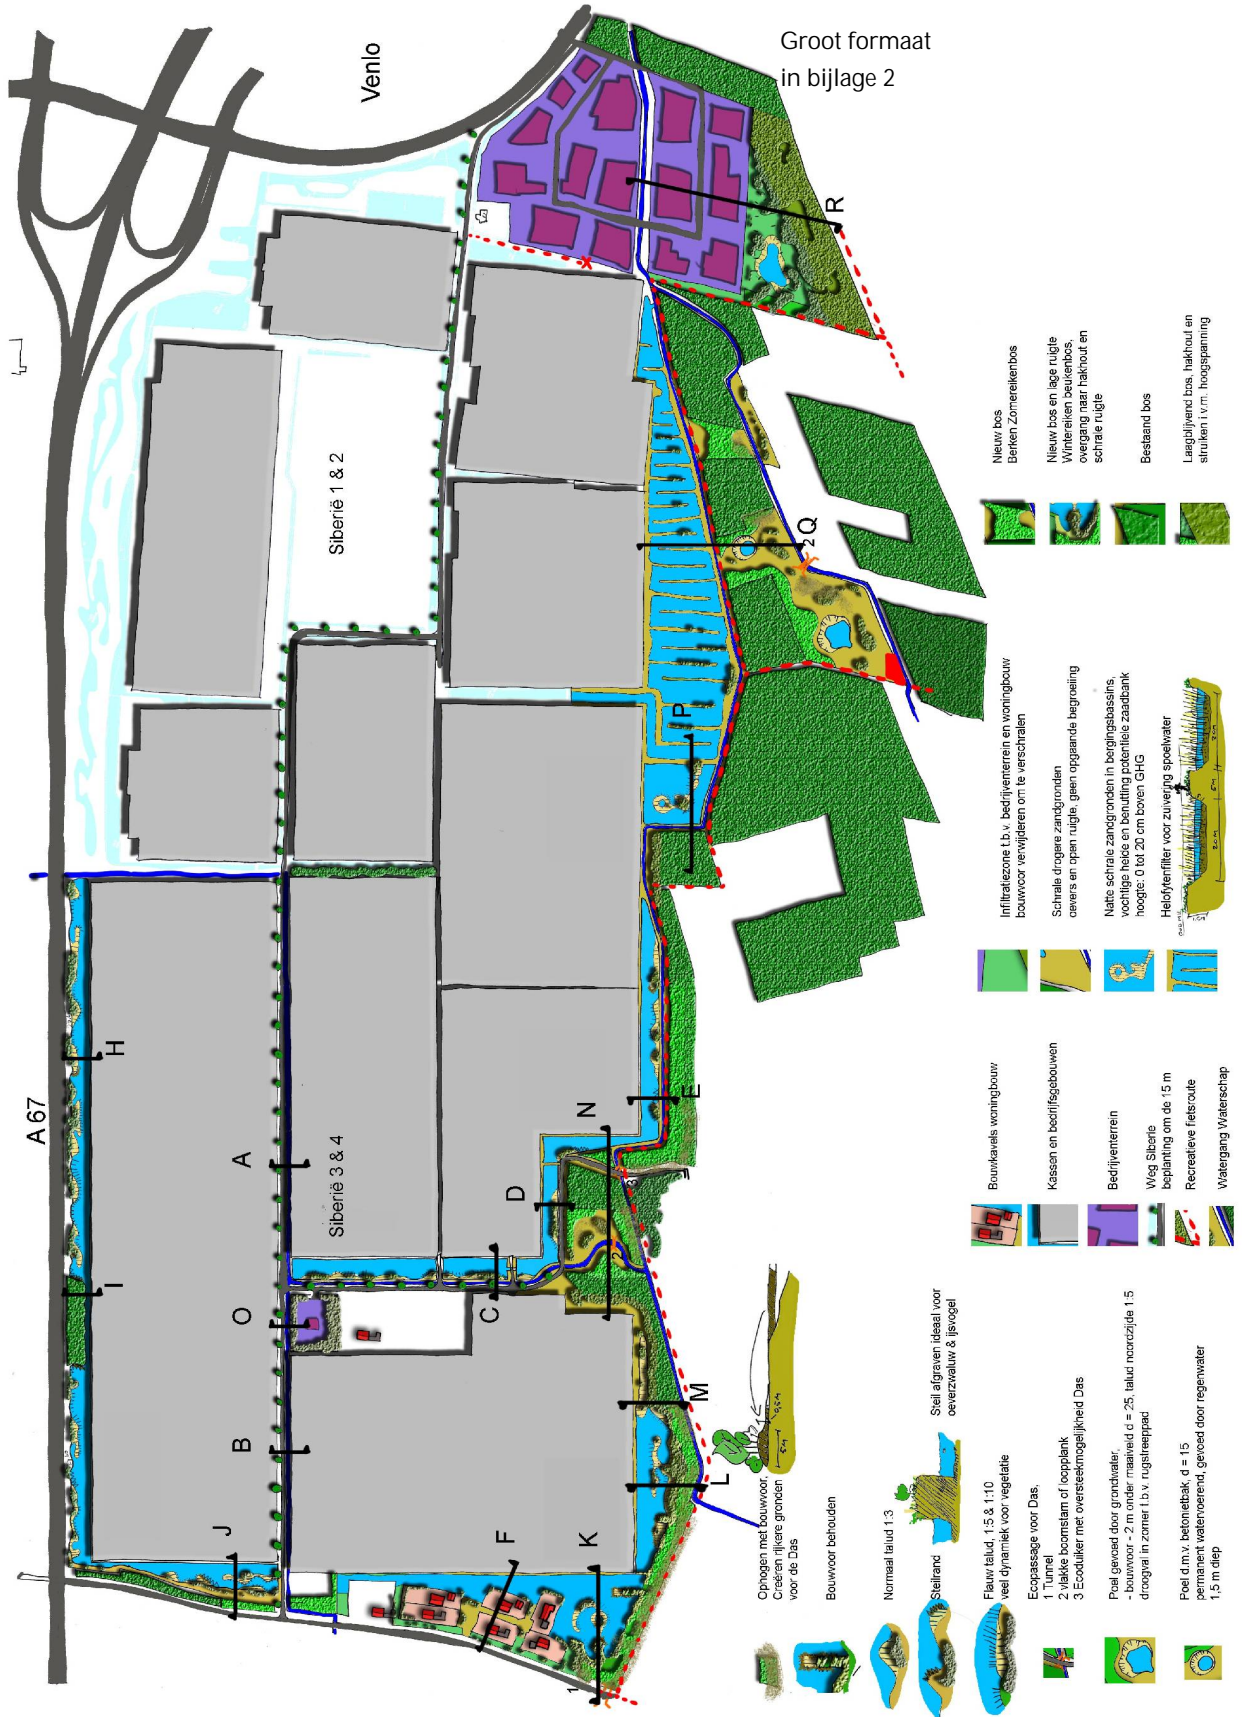 Groot formaat
in bijlage 2
Venlo
A 67
Siberië 1 & 2
Siberië 3 & 4
H
I
A
O
B
J
D
C
N
E
F
K
L
M
P
Q
R
1
2
2
3
Ophogen met bouwvoor,
Creëren rijkere gronden
voor de Das
Bouwvoor behouden
Normaal talud 1:3
Steilrand
Steil afgraven ideaal voor
oeverzwaluw & ijsvogel
Flauw talud, 1:5 & 1:10
veel dynamiek voor vegetatie
Ecopassage voor Das,
1 Tunnel
2 vlakke boomstam of loopplank
3 Ecoduiker met oversteekmogelijkheid Das
Poel gevoed door grondwater,
- bouwvoor - 2 m onder maaiveld d = 25, talud noordzijde 1:5
droogval in zomer t.b.v. rugstreeppad
Poel d.m.v. betonietbak, d = 15
permanent watervoerend, gevoed door regenwater
1,5 m diep
Bouwkavels woningbouw
Kassen en bedrijfsgebouwen
Bedrijventerrein
Weg Siberie
beplanting om de 15 m
Recreatieve fietsroute
Watergang Waterschap
Infiltratiezone t.b.v. bedrijventerrein en woningbouw
bouwvoor verwijderen om te verschralen
Schrale drogere zandgronden
oevers en open ruigte, geen opgaande begroeiing
Natte schrale zandgronden in bergingsbassins,
vochtige heide en benutting potentiele zaadbank
hoogte: 0 tot 20 cm boven GHG
Helofytenfilter voor zuivering spoelwater
Nieuw bos
Berken Zomereikenbos
Nieuw bos en lage ruigte
Wintereiken beukenbos,
overgang naar hakhout en
schrale ruigte
Bestaand bos
Laagblijvend bos, hakhout en
struiken i.v.m. hoogspanning